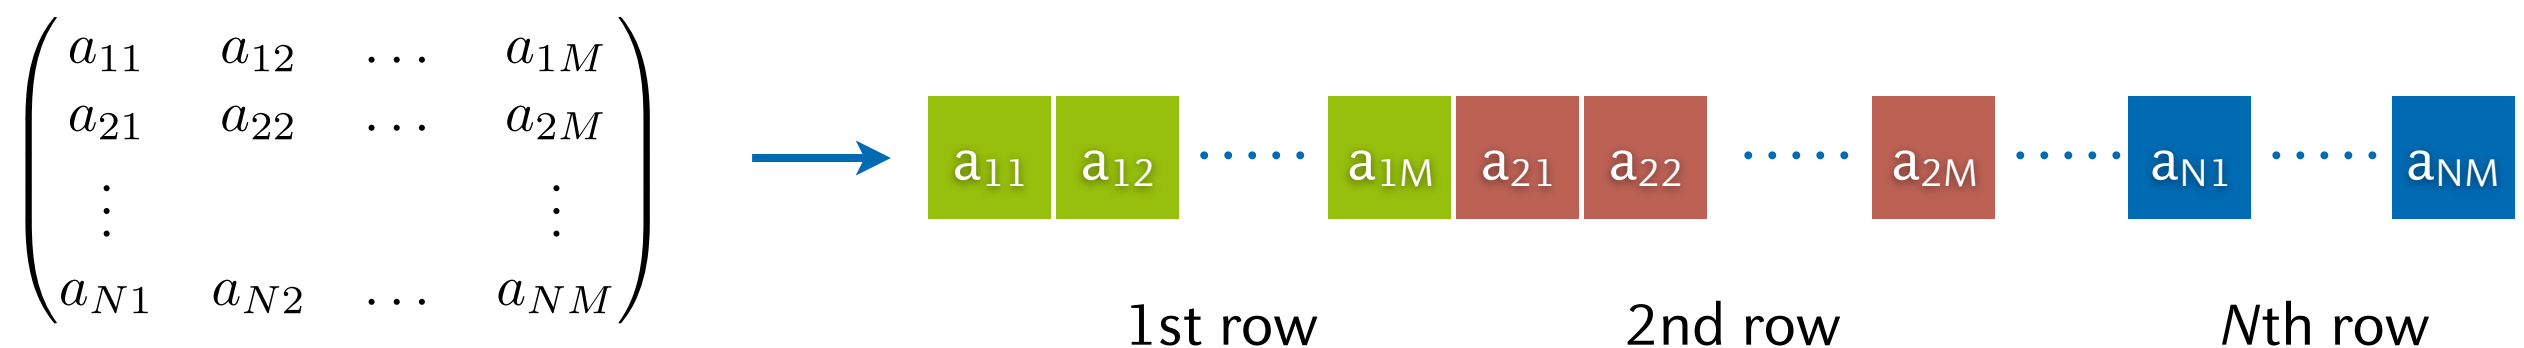 a11 a12 … a1M
a21 a22 … a2M
⋮ ⋮
aN1 aN2 … aNM
a11 a12 ····· a1M a21 a22 ····· a2M ····· aN1 ····· aNM
1st row 2nd row Nth row